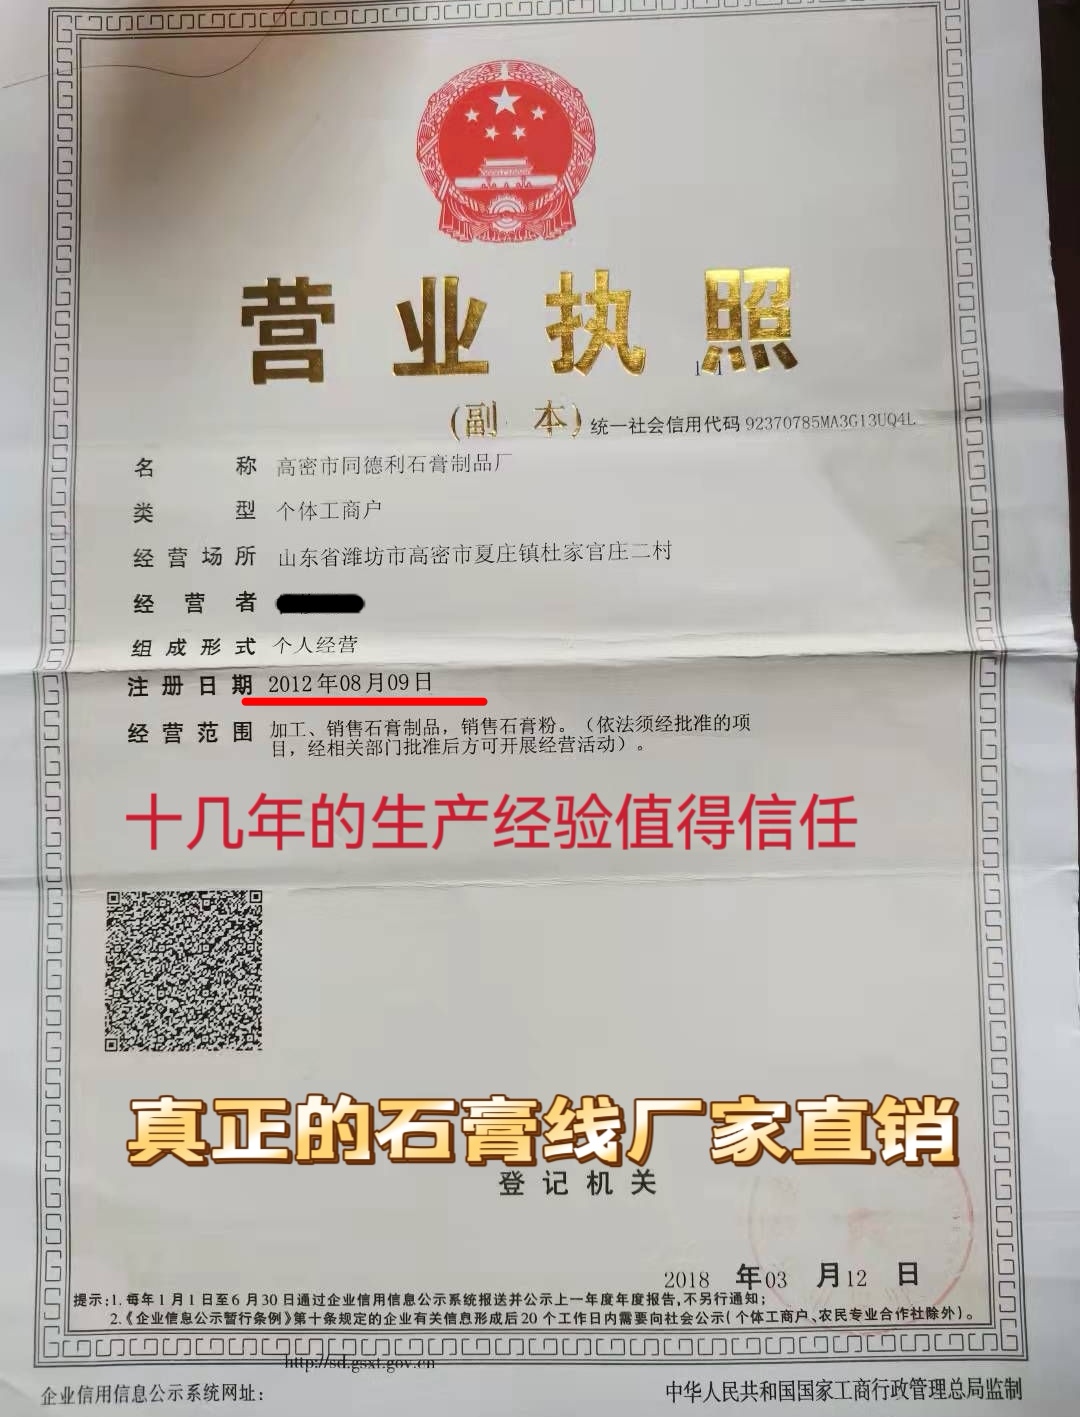 营业执照
1-1
(副 本) 统一社会信用代码 92370785MA3G13UQ4L
名 称 高密市同德利石膏制品厂
类 型 个体工商户
经营场所 山东省潍坊市高密市夏庄镇杜家官庄二村
经 营 者
组成形式 个人经营
注册日期 2012年08月09日
经营范围 加工、销售石膏制品，销售石膏粉。（依法须经批准的项
目，经相关部门批准后方可开展经营活动）。
十几年的生产经验值得信任
真正的石膏线厂家直销
登记机关
2018 年 03 月 12 日
提示:1. 每年1月1日至6月30日通过企业信用信息公示系统报送并公示上一年度年度报告,不另行通知;
2.《企业信息公示暂行条例》第十条规定的企业有关信息形成后20个工作日内需要向社会公示(个体工商户、农民专业合作社除外)。
http://sd.gsxt.gov.cn
企业信用信息公示系统网址: 中华人民共和国国家工商行政管理总局监制